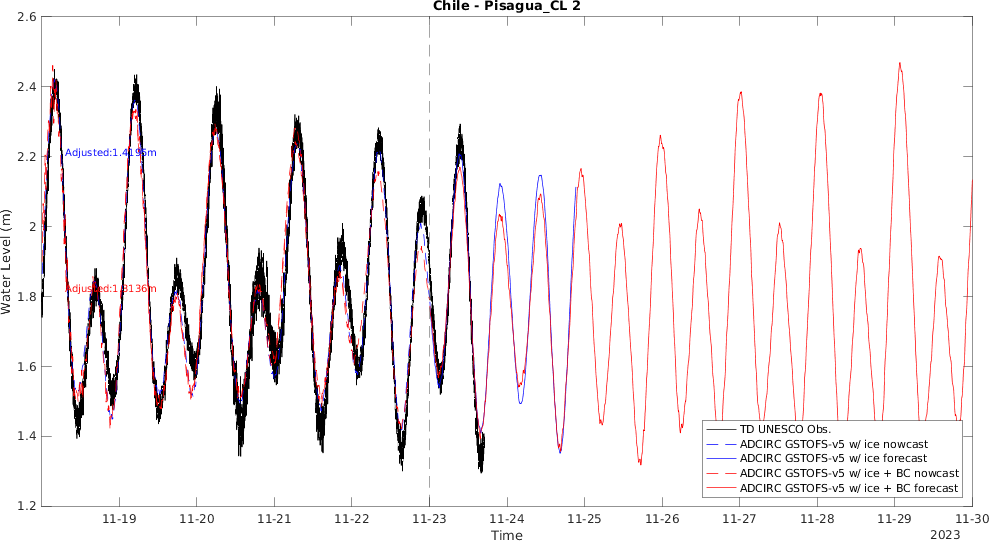 Chile - Pisagua_CL 2
2.6
2.4
2.2
2
1.8
1.6
1.4
1.2
Water Level (m)
Adjusted:1.4195m
Adjusted:1.3136m
TD UNESCO Obs.
ADCIRC GSTOFS-v5 w/ ice nowcast
ADCIRC GSTOFS-v5 w/ ice forecast
ADCIRC GSTOFS-v5 w/ ice + BC nowcast
ADCIRC GSTOFS-v5 w/ ice + BC forecast
11-19
11-20
11-21
11-22
11-23
11-24
11-25
11-26
11-27
11-28
11-29
11-30
Time
2023